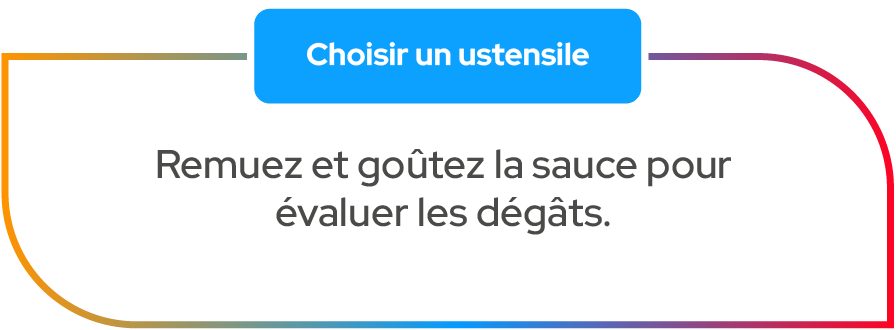 Choisir un ustensile
Remuez et goûtez la sauce pour
évaluer les dégâts.